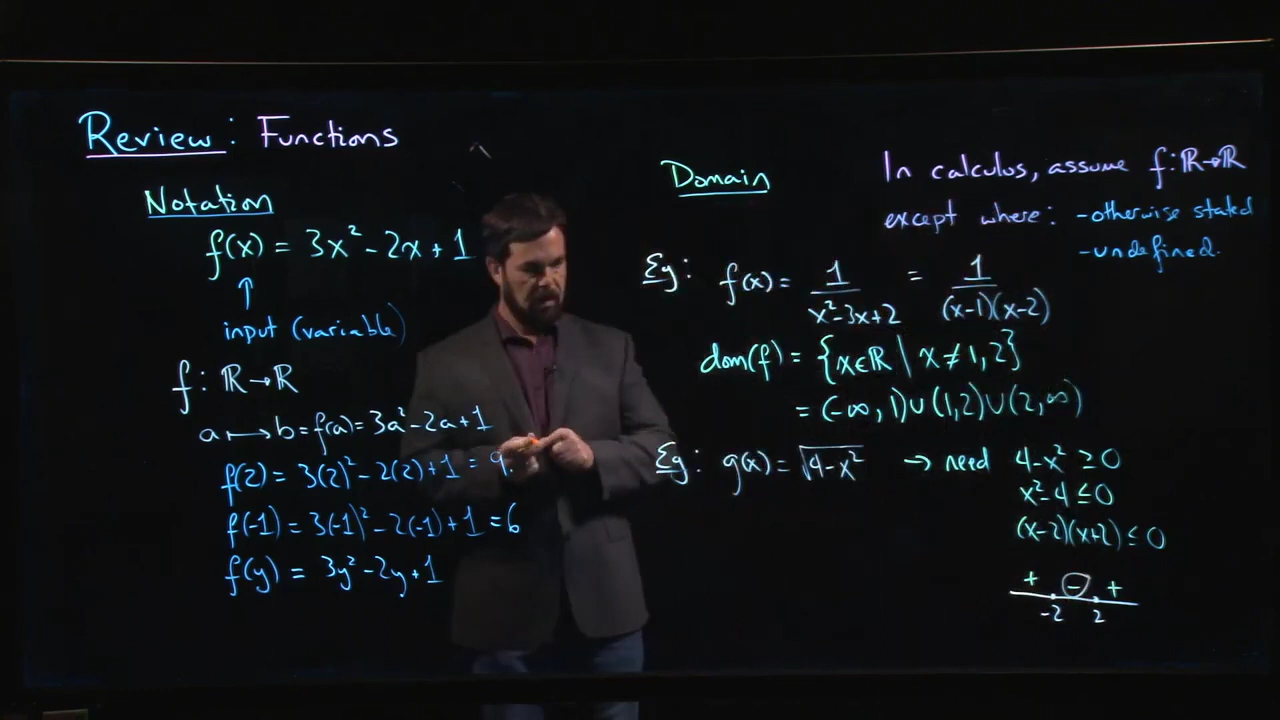 Review: Functions
Notation
f(x) = 3x² - 2x + 1
↑
input (variable)
f: ℝ→ℝ
a ↦ b = f(a) = 3a² - 2a + 1
f(2) = 3(2)² - 2(2) + 1 = 9.
f(-1) = 3(-1)² - 2(-1) + 1 = 6
f(y) = 3y² - 2y + 1
Domain
In calculus, assume f: ℝ→ℝ
except where: -otherwise stated
-undefined.
Eg: f(x) = 1/(x²-3x+2) = 1/((x-1)(x-2))
dom(f) = {x∈ℝ | x≠1,2}
= (-∞,1)∪(1,2)∪(2,∞)
Eg: g(x) = √(4-x²) → need 4-x² ≥ 0
x²-4 ≤ 0
(x-2)(x+2) ≤ 0
+ - +
-2 2